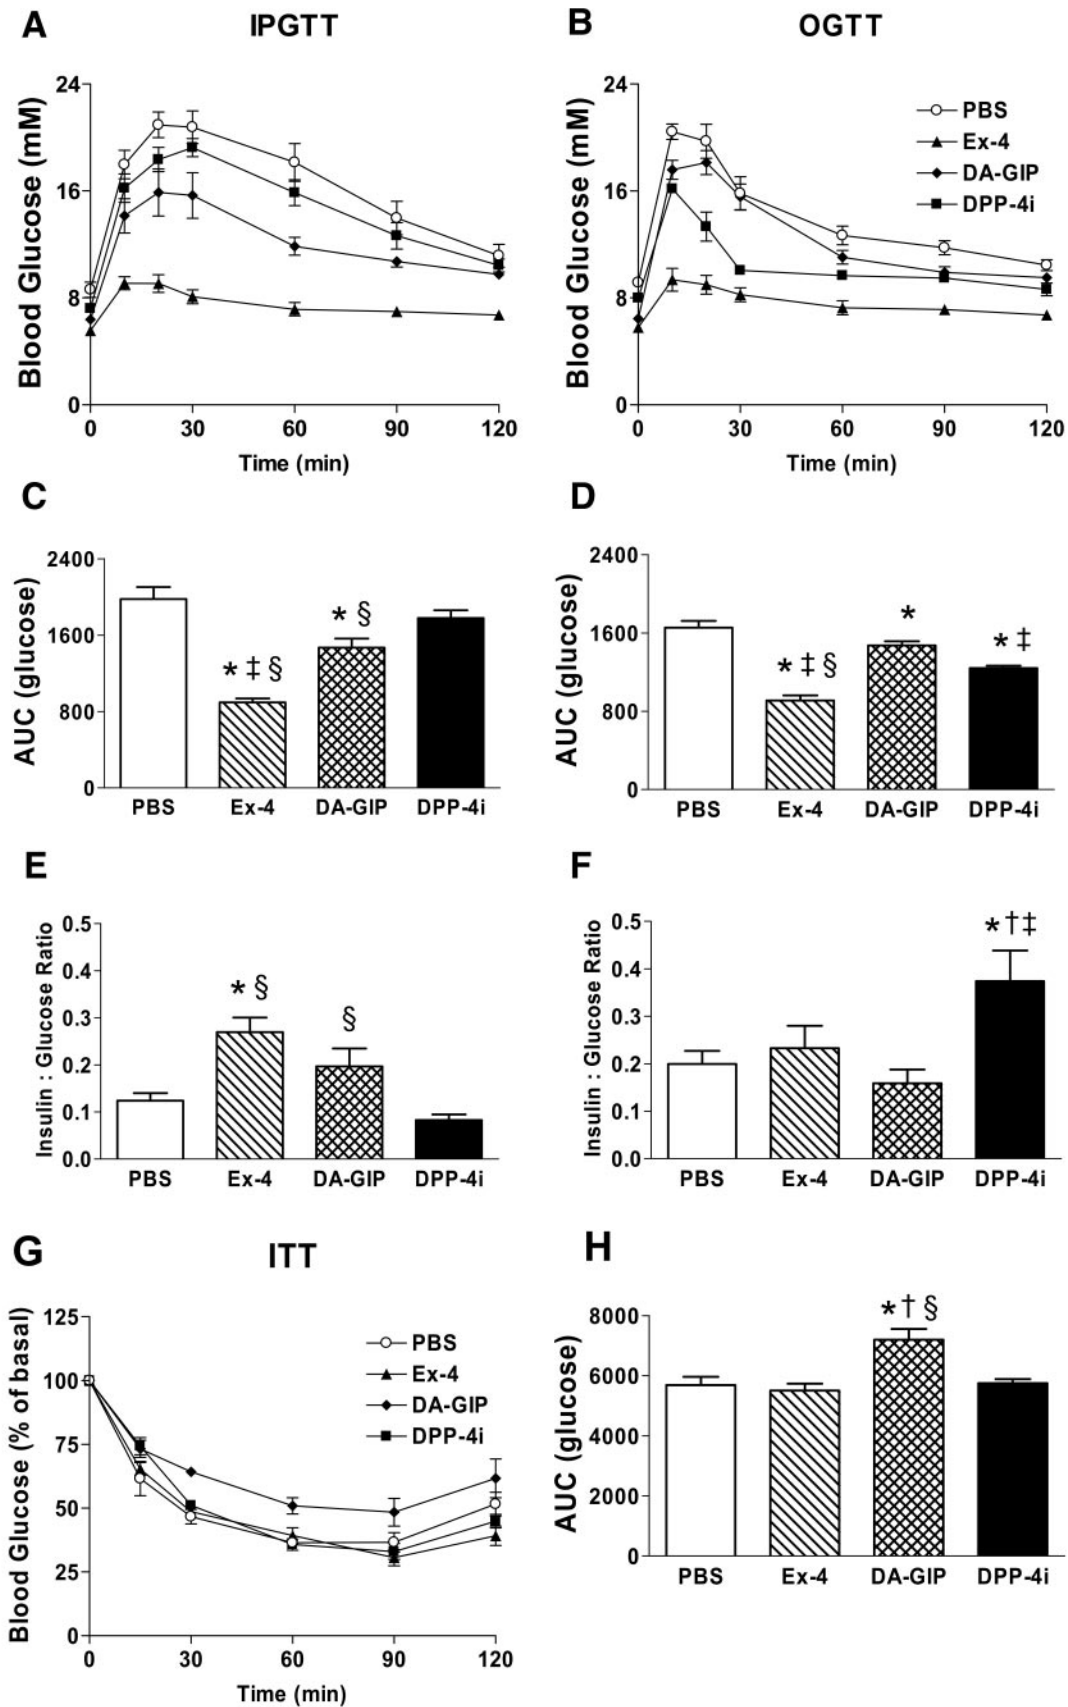 A
IPGTT
B
OGTT
24
16
8
0
Blood Glucose (mM)
0 30 60 90 120
Time (min)
24
16
8
0
Blood Glucose (mM)
PBS
Ex-4
DA-GIP
DPP-4i
0 30 60 90 120
Time (min)
C
2400
1600
800
0
AUC (glucose)
* ‡ §
* §
PBS Ex-4 DA-GIP DPP-4i
D
2400
1600
800
0
AUC (glucose)
* ‡ §
*
* ‡
PBS Ex-4 DA-GIP DPP-4i
E
0.5
0.4
0.3
0.2
0.1
0.0
Insulin : Glucose Ratio
* §
§
PBS Ex-4 DA-GIP DPP-4i
F
0.5
0.4
0.3
0.2
0.1
0.0
Insulin : Glucose Ratio
*†‡
PBS Ex-4 DA-GIP DPP-4i
G
ITT
125
100
75
50
25
0
Blood Glucose (% of basal)
PBS
Ex-4
DA-GIP
DPP-4i
0 30 60 90 120
Time (min)
H
8000
6000
4000
2000
0
AUC (glucose)
* † §
PBS Ex-4 DA-GIP DPP-4i